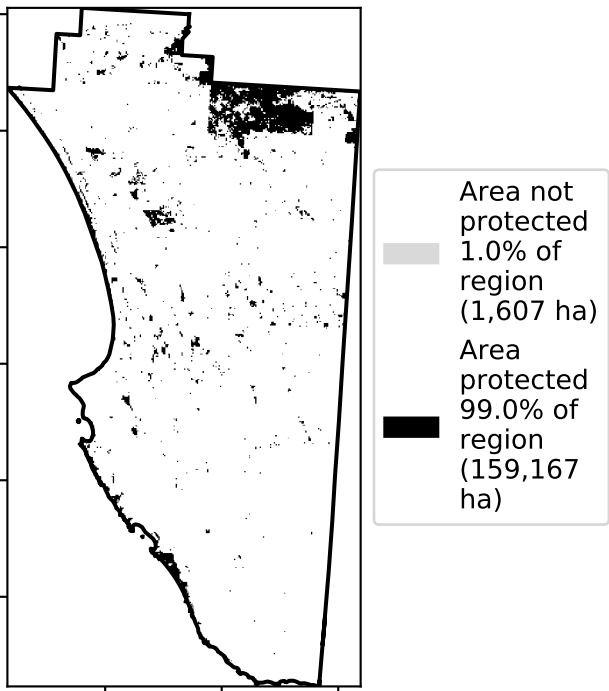 Area not
protected
1.0% of
region
(1,607 ha)
Area
protected
99.0% of
region
(159,167
ha)